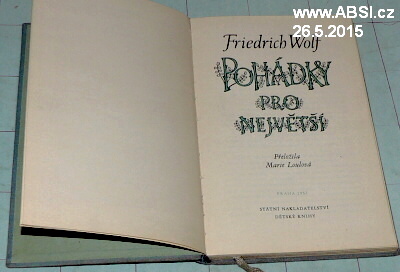 www.ABSI.cz
26.5.2015
Friedrich Wolf
POHÁDKY
PRO
NEJVĚTŠÍ
Přeložila
Marie Loulová
STÁTNÍ NAKLADATELSTVÍ
DĚTSKÉ KNIHY